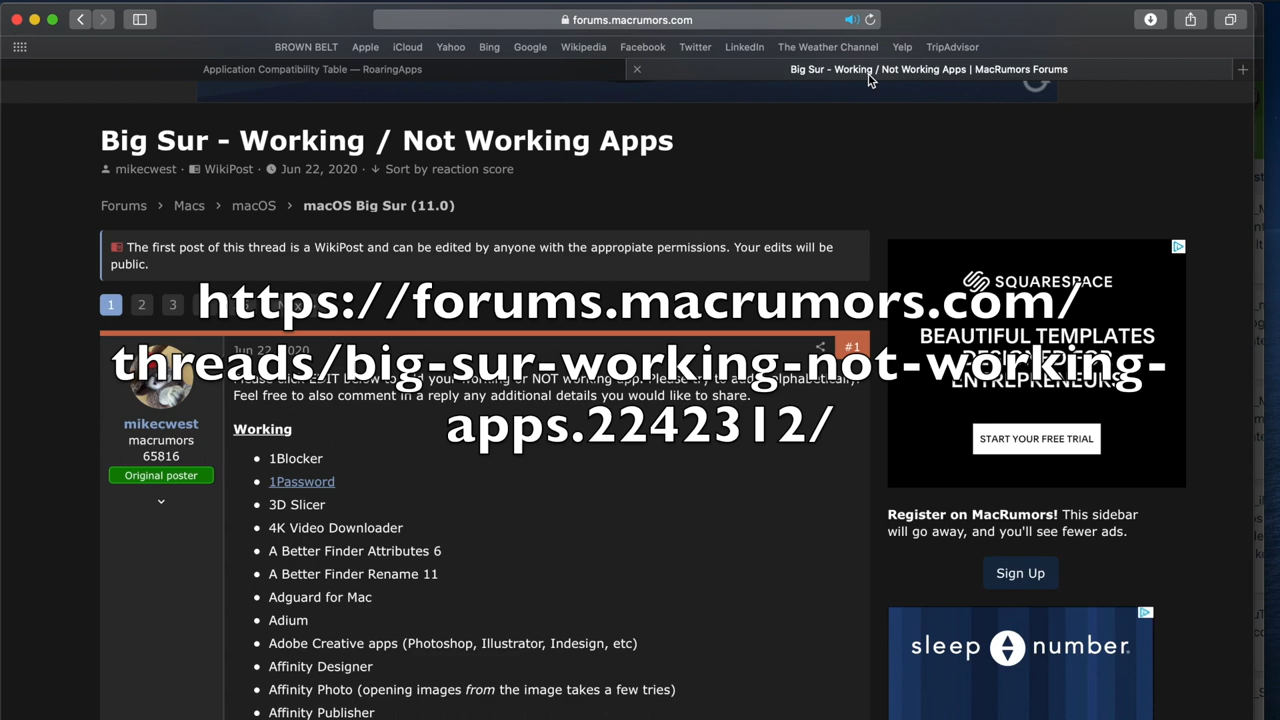 forums.macrumors.com
BROWN BELT Apple iCloud Yahoo Bing Google Wikipedia Facebook Twitter LinkedIn The Weather Channel Yelp TripAdvisor
Application Compatibility Table — RoaringApps
Big Sur - Working / Not Working Apps | MacRumors Forums
Big Sur - Working / Not Working Apps
mikecwest · WikiPost · Jun 22, 2020 · Sort by reaction score
Forums > Macs > macOS > macOS Big Sur (11.0)
The first post of this thread is a WikiPost and can be edited by anyone with the appropiate permissions. Your edits will be
public.
1 2 3
https://forums.macrumors.com/
threads/big-sur-working-not-working-
apps.2242312/
Jun 22, 2020
#1
Feel free to also comment in a reply any additional details you would like to share.
mikecwest
macrumors
65816
Original poster
Working
• 1Blocker
• 1Password
• 3D Slicer
• 4K Video Downloader
• A Better Finder Attributes 6
• A Better Finder Rename 11
• Adguard for Mac
• Adium
• Adobe Creative apps (Photoshop, Illustrator, Indesign, etc)
• Affinity Designer
• Affinity Photo (opening images from the image takes a few tries)
• Affinity Publisher
SQUARESPACE
BEAUTIFUL TEMPLATES
DESIGNED FOR
ENTREPRENEURS
START YOUR FREE TRIAL
Register on MacRumors! This sidebar
will go away, and you'll see fewer ads.
Sign Up
sleep number.